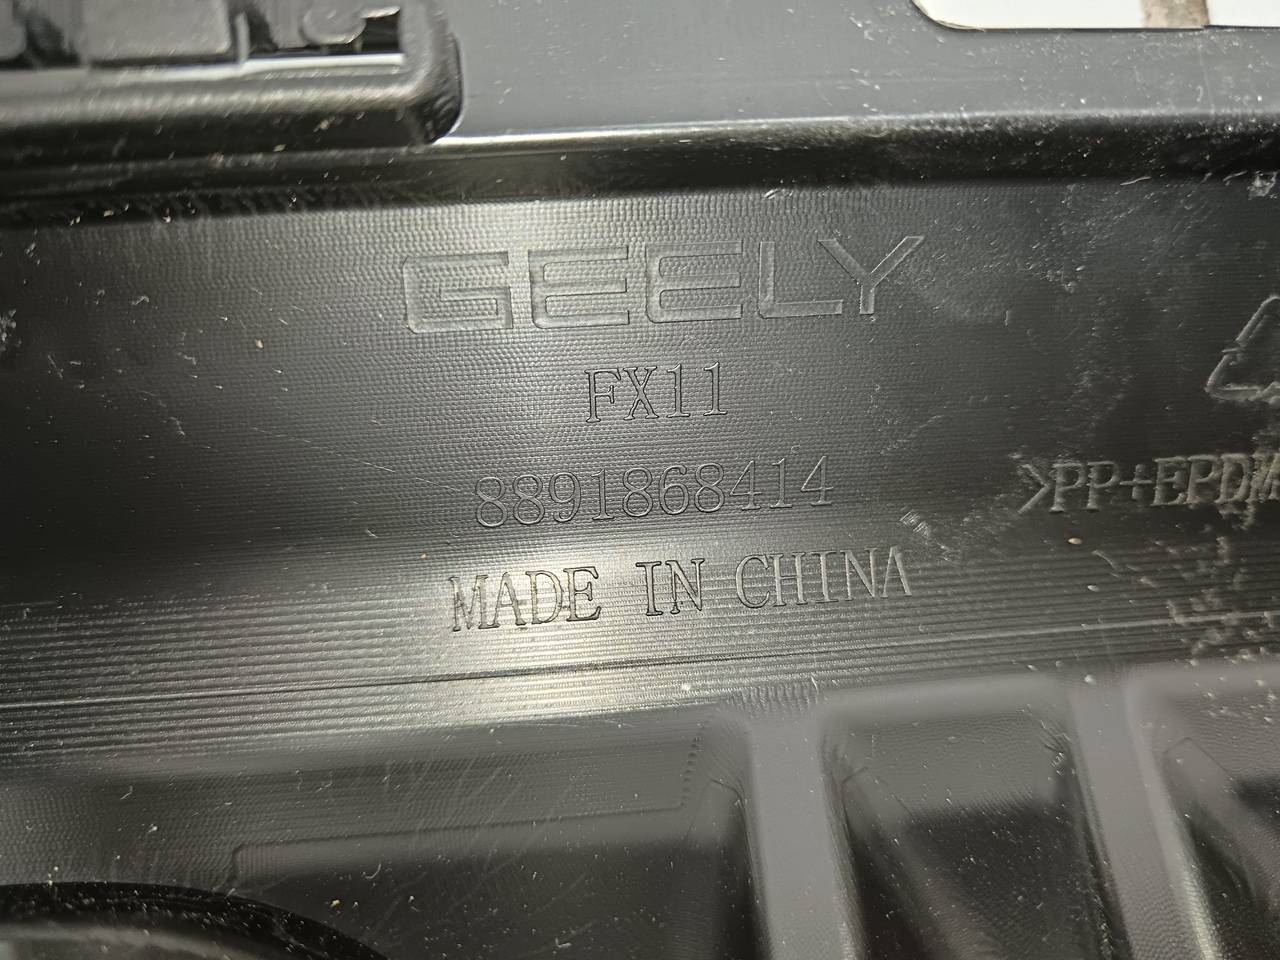 GEELY
FX11
8891868414
>PP+EPDM
MADE IN CHINA